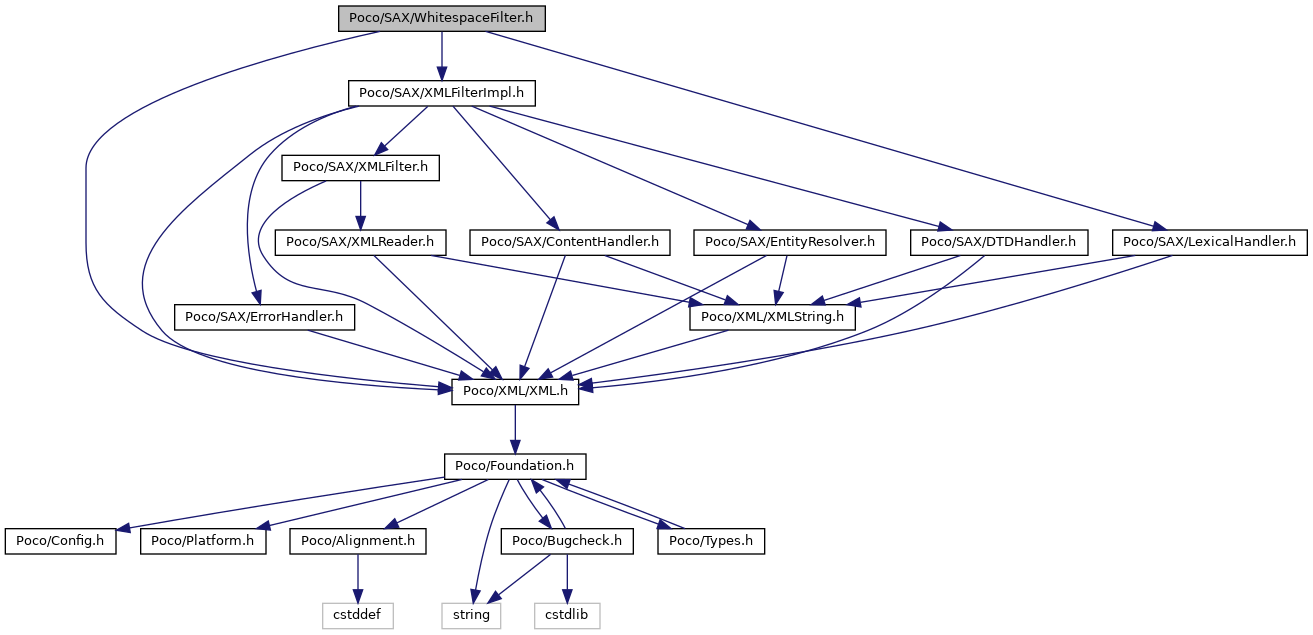 Poco/SAX/WhitespaceFilter.h
Poco/SAX/XMLFilterImpl.h
Poco/SAX/XMLFilter.h
Poco/SAX/XMLReader.h
Poco/SAX/ContentHandler.h
Poco/SAX/EntityResolver.h
Poco/SAX/DTDHandler.h
Poco/SAX/LexicalHandler.h
Poco/SAX/ErrorHandler.h
Poco/XML/XMLString.h
Poco/XML/XML.h
Poco/Foundation.h
Poco/Config.h
Poco/Platform.h
Poco/Alignment.h
Poco/Bugcheck.h
Poco/Types.h
cstddef
string
cstdlib